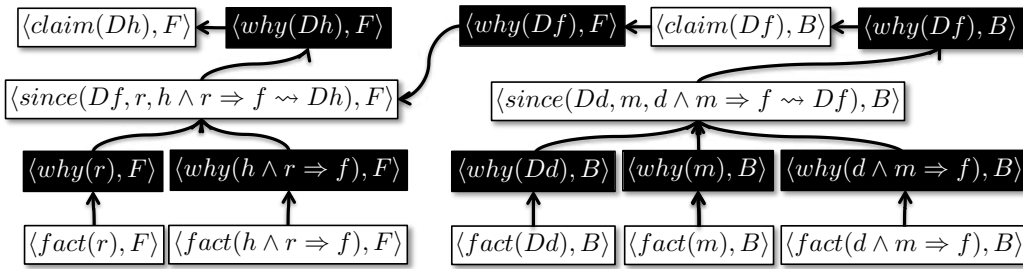 ⟨claim(Dh), F⟩ ⟨why(Dh), F⟩ ⟨why(Df), F⟩ ⟨claim(Df), B⟩ ⟨why(Df), B⟩
⟨since(Df, r, h ∧ r ⇒ f ⇝ Dh), F⟩ ⟨since(Dd, m, d ∧ m ⇒ f ⇝ Df), B⟩
⟨why(r), F⟩ ⟨why(h ∧ r ⇒ f), F⟩ ⟨why(Dd), B⟩ ⟨why(m), B⟩ ⟨why(d ∧ m ⇒ f), B⟩
⟨fact(r), F⟩ ⟨fact(h ∧ r ⇒ f), F⟩ ⟨fact(Dd), B⟩ ⟨fact(m), B⟩ ⟨fact(d ∧ m ⇒ f), B⟩